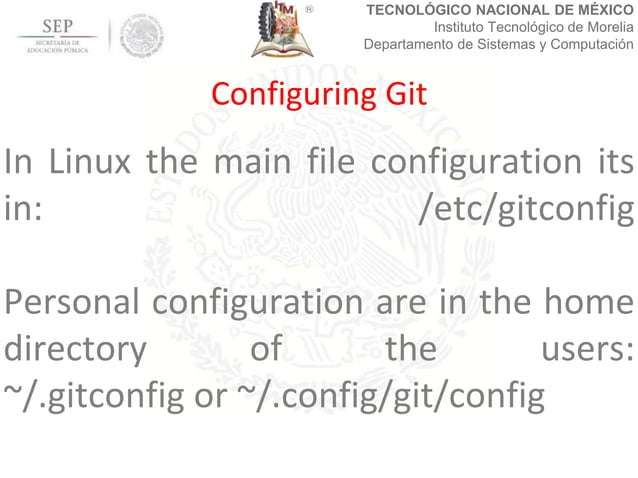 TECNOLÓGICO NACIONAL DE MÉXICO
Instituto Tecnológico de Morelia
Departamento de Sistemas y Computación
SEP
SECRETARÍA DE
EDUCACIÓN PÚBLICA
ITM
®
Configuring Git
In Linux the main file configuration its
in: /etc/gitconfig
Personal configuration are in the home
directory of the users:
~/.gitconfig or ~/.config/git/config